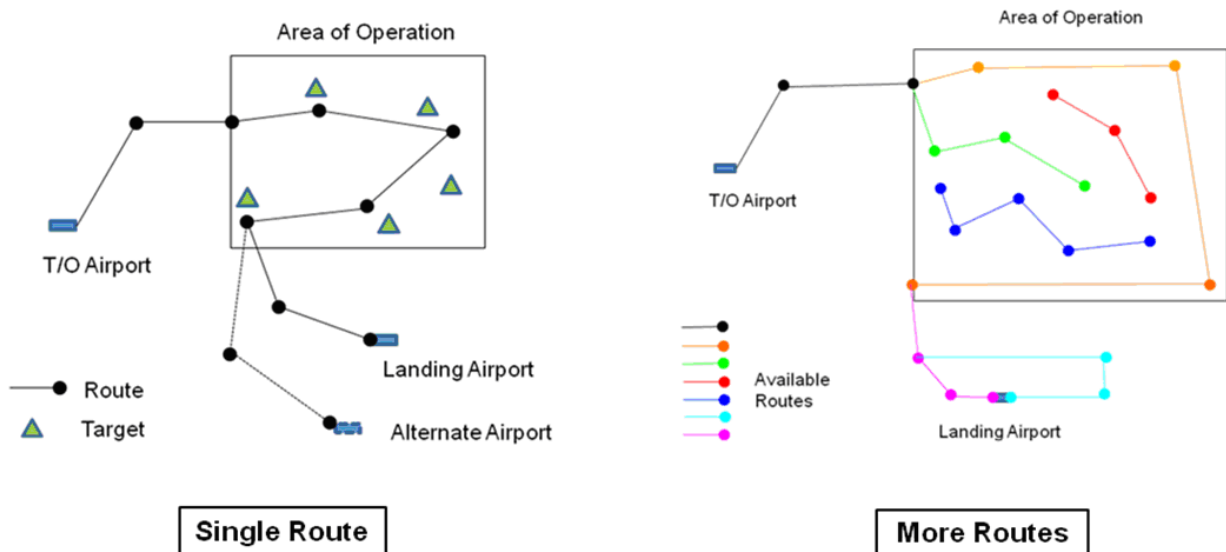 Area of Operation
T/O Airport
Landing Airport
Route
Target
Alternate Airport
Single Route
Area of Operation
T/O Airport
Available
Routes
Landing Airport
More Routes